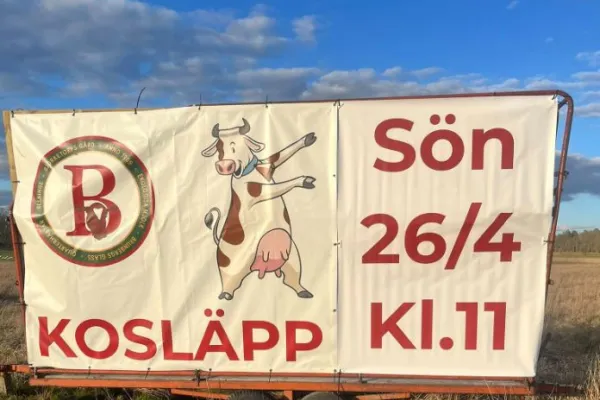 B
KOSLÄPP
Sön
26/4
Kl.11